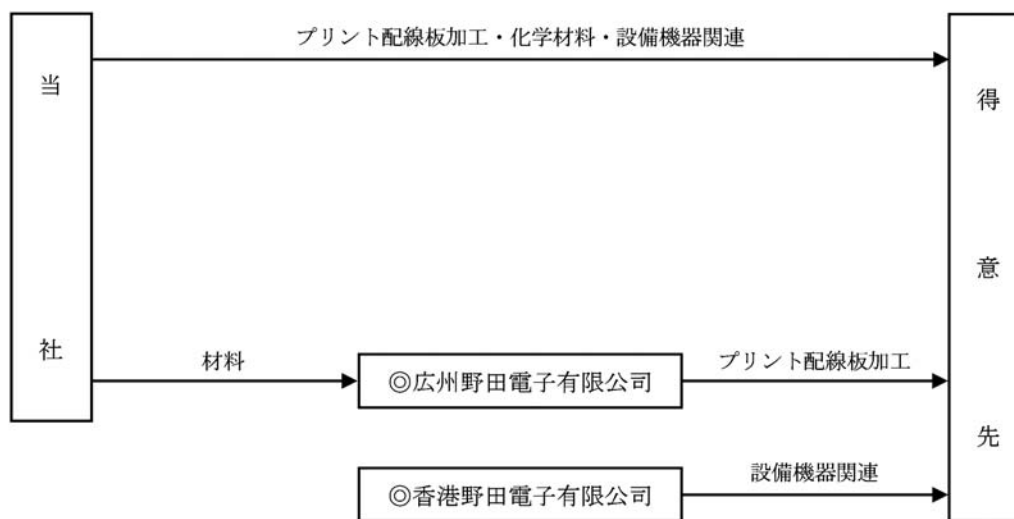 プリント配線板加工・化学材料・設備機器関連
当社
得意先
材料
◎広州野田電子有限公司
プリント配線板加工
◎香港野田電子有限公司
設備機器関連